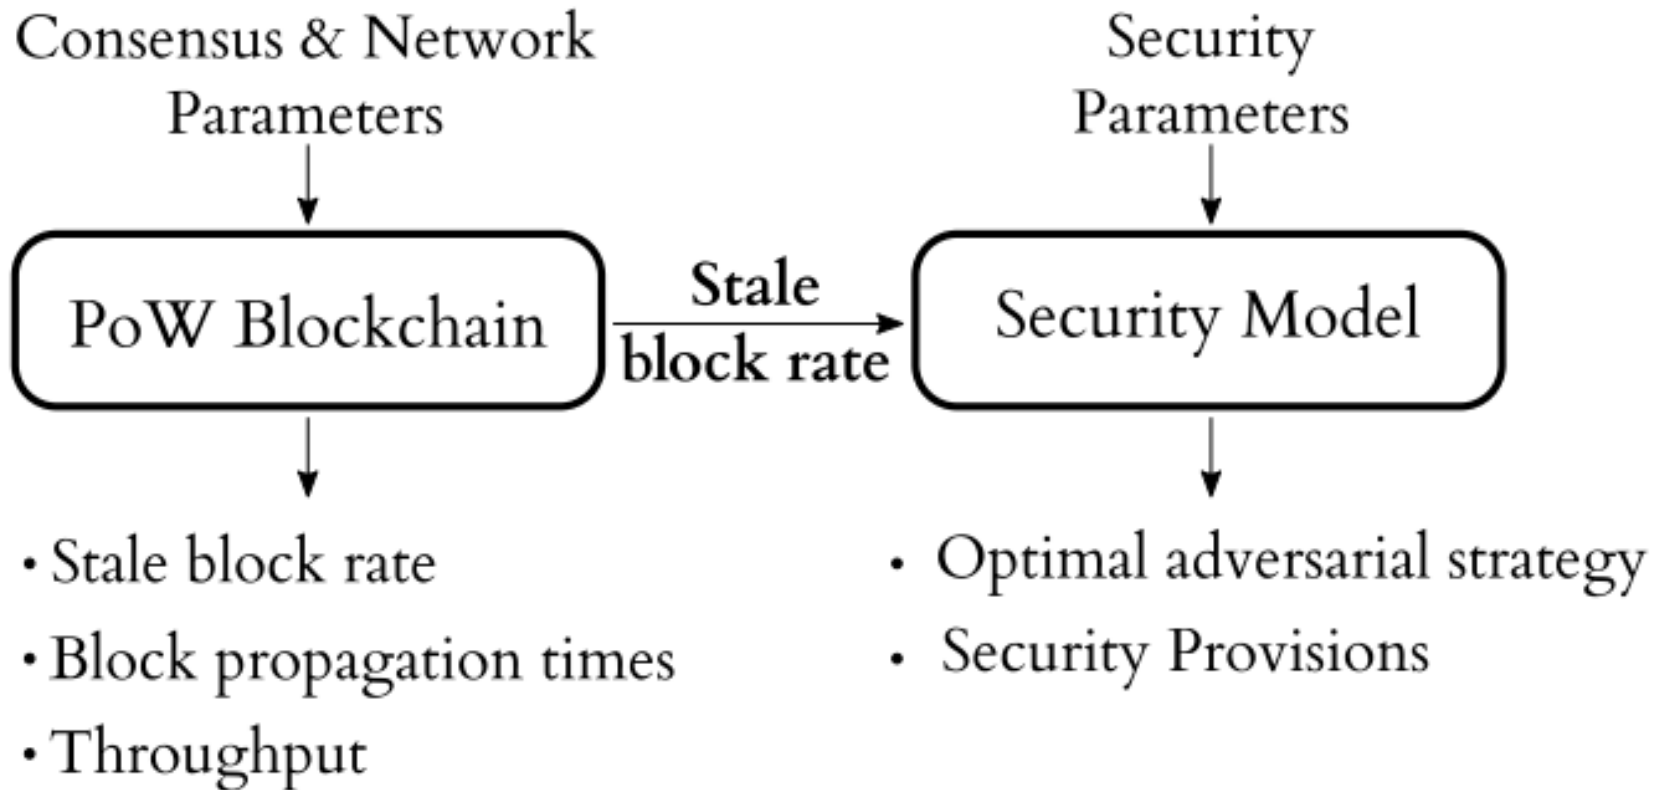 Consensus & Network
Parameters
Security
Parameters
PoW Blockchain
Stale
block rate
Security Model
· Stale block rate
· Block propagation times
· Throughput
· Optimal adversarial strategy
· Security Provisions